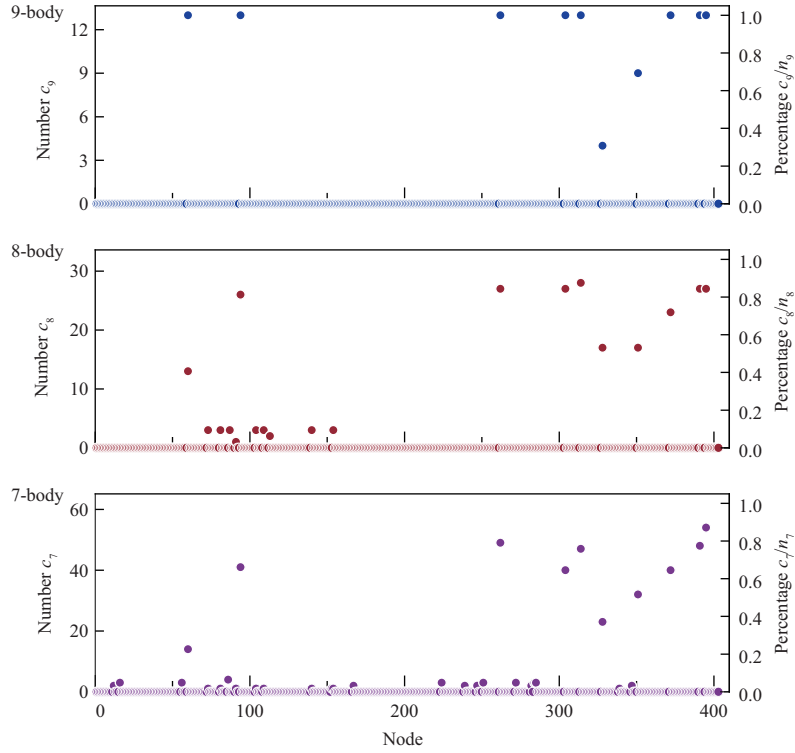 9-body
12
9
6
3
0
Number c₉
1.0
0.8
0.6
0.4
0.2
0.0
Percentage c₉/n₉
8-body
30
20
10
0
Number c₈
1.0
0.8
0.6
0.4
0.2
0.0
Percentage c₈/n₈
7-body
60
40
20
0
Number c₇
1.0
0.8
0.6
0.4
0.2
0.0
Percentage c₇/n₇
0 100 200 300 400
Node